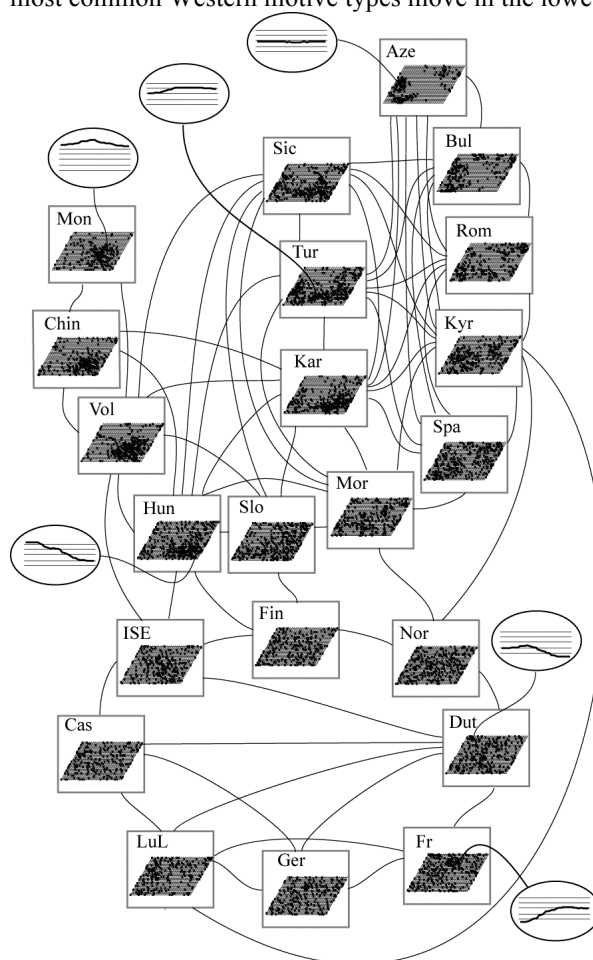 most common Western motive types move in the lowe
Aze
Bul
Sic
Mon
Rom
Tur
Chin
Kyr
Kar
Vol
Spa
Mor
Hun
Slo
Fin
ISE
Nor
Cas
Dut
LuL
Ger
Fr